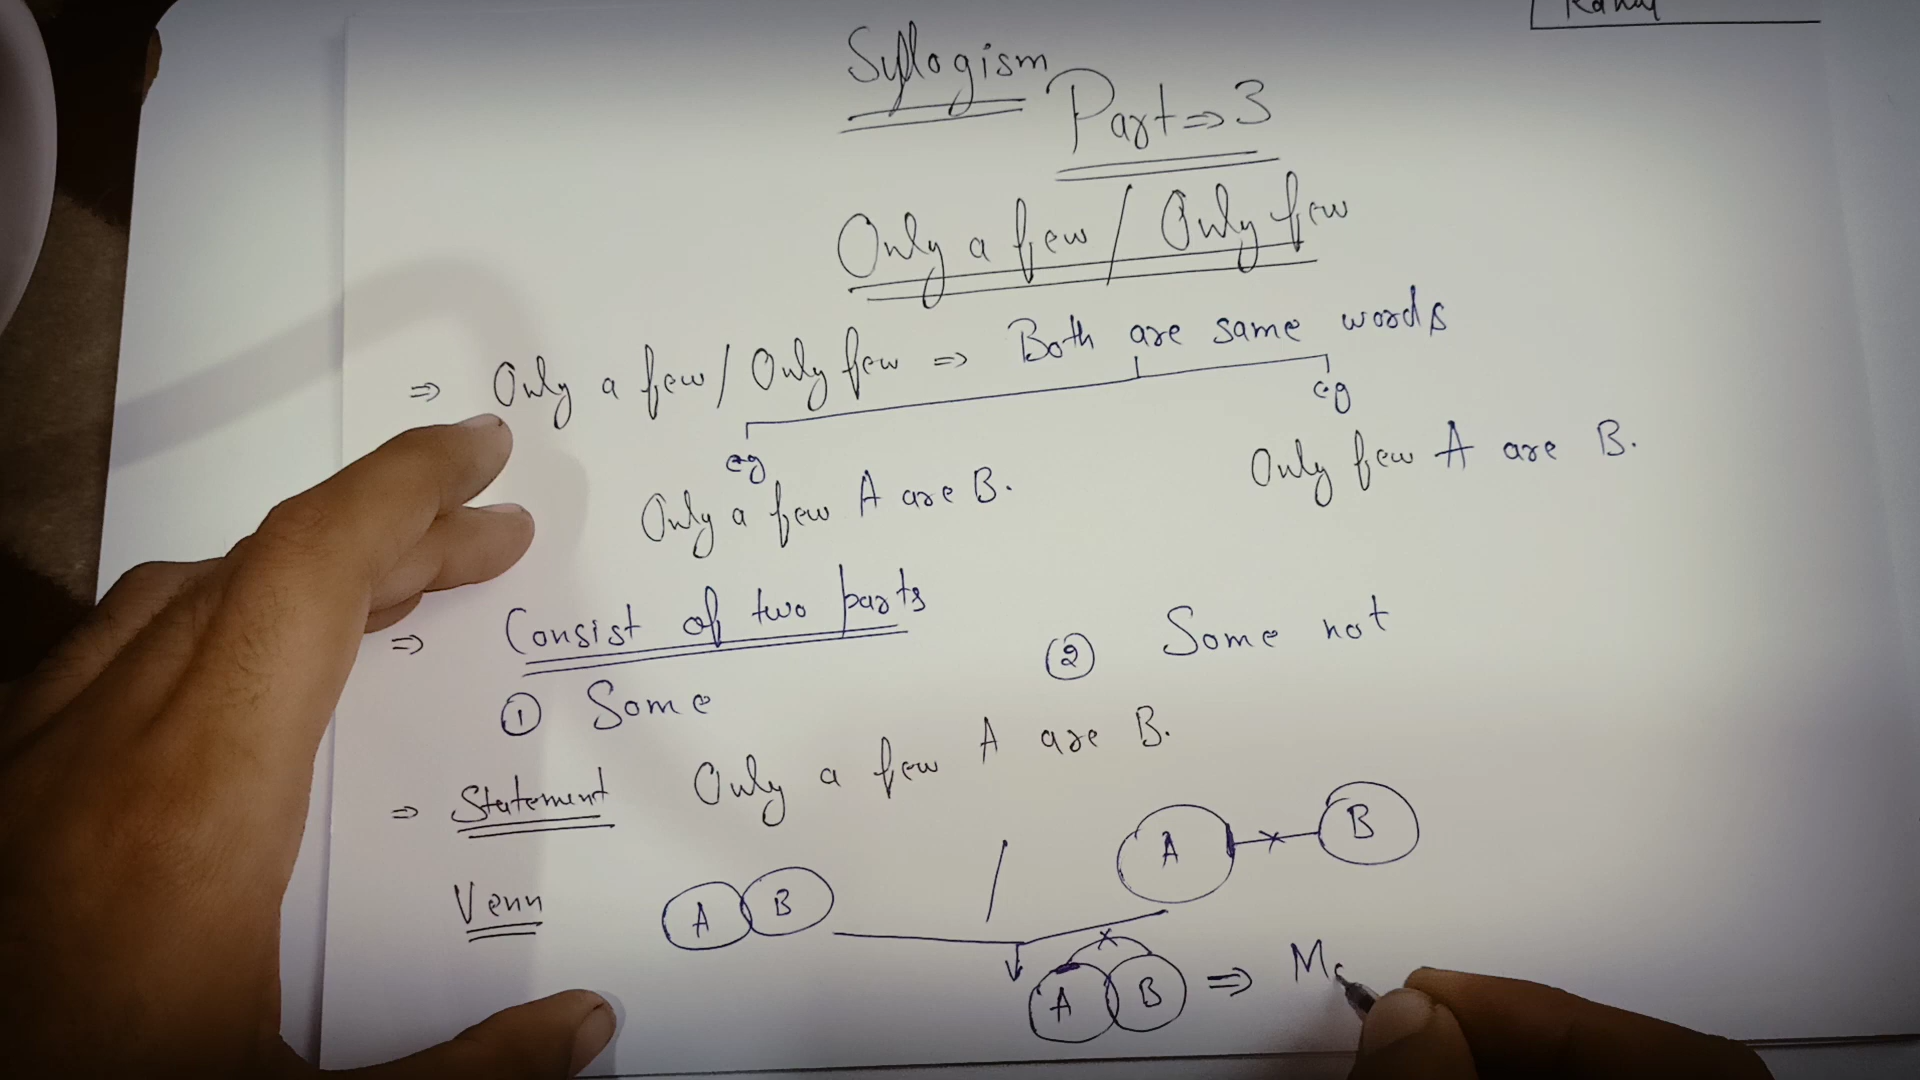 Syllogism
Part ⇒ 3
Only a few / Only few
⇒ Only a few / Only few ⇒ Both are same words
eg
eg
Only a few A are B.
Only few A are B.
⇒ Consist of two parts
① Some
② Some not
⇒ Statement Only a few A are B.
Venn
A B
/
A × B
×
A B ⇒